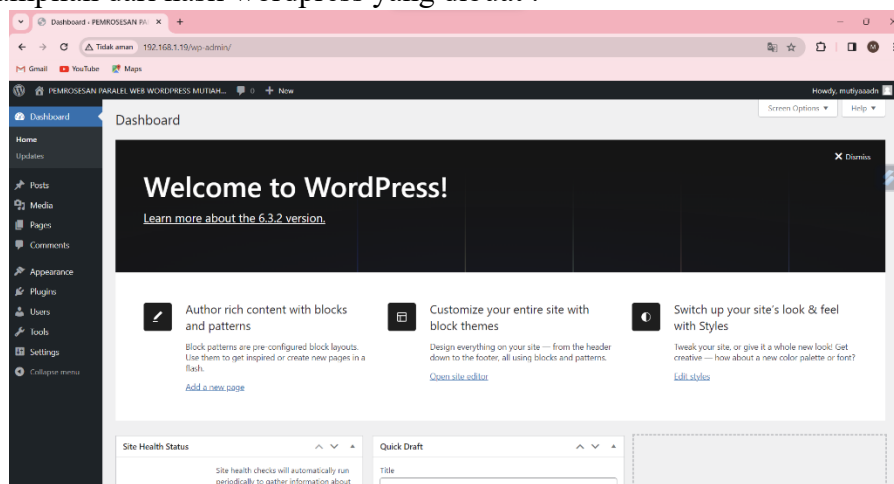 dari hasil wordpress yang dibuat :
Dashboard - PEMROSESAN PA
Tidak aman 192.168.1.19/wp-admin/
Gmail YouTube Maps
PEMROSESAN PARALEL WEB WORDPRESS MUTIAH... 0 + New Howdy, mutiyaaadn
Screen Options ▼ Help ▼
Dashboard
Dashboard
Home
Updates
Posts
Media
Pages
Comments
Appearance
Plugins
Users
Tools
Settings
Collapse menu
Dismiss
Welcome to WordPress!
Learn more about the 6.3.2 version.
Author rich content with blocks
and patterns
Block patterns are pre-configured block layouts.
Use them to get inspired or create new pages in a
flash.
Add a new page
Customize your entire site with
block themes
Design everything on your site — from the header
down to the footer, all using blocks and patterns.
Open site editor
Switch up your site's look & feel
with Styles
Tweak your site, or give it a whole new look! Get
creative — how about a new color palette or font?
Edit styles
Site Health Status
Site health checks will automatically run
periodically to gather information about
Quick Draft
Title